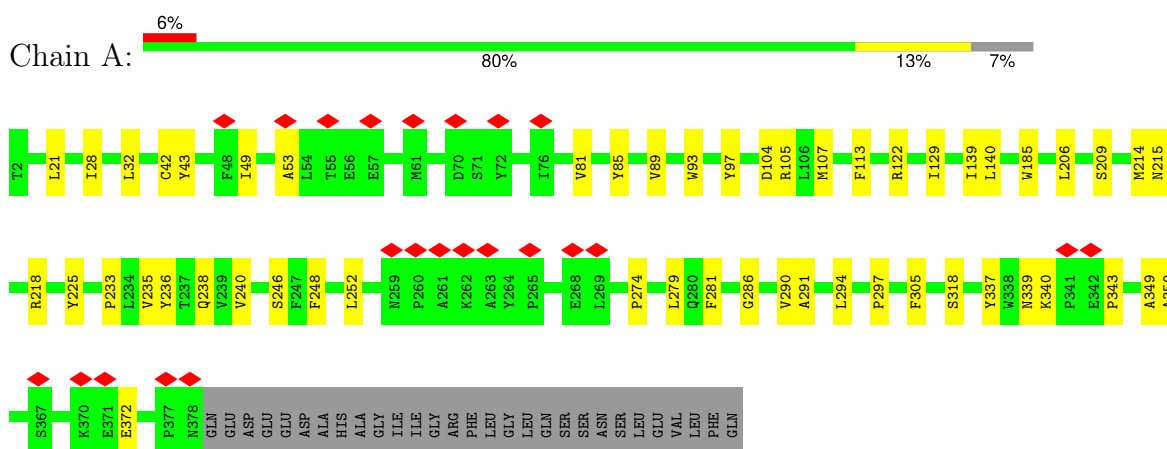 6%
Chain A:
80% 13% 7%
T2 L21 I28 L32 C42 Y43 F48 I49 A53 L54 T55 E56 E57 M61 D70 S71 Y72 I76 V81 Y85 V89 W93 Y97 D104 R105 L106 M107 F113 R122 I129 I139 L140 W185 L206 S209 M214 N215
R218 Y225 P233 L234 V235 Y236 T237 Q238 V239 V240 S246 F247 F248 L252 N259 P260 A261 K262 A263 Y264 P265 E268 L269 P274 L279 Q280 F281 G286 V290 A291 L294 P297 F305 S318 Y337 W338 N339 K340 P341 E342 P343 A349
S367 K370 E371 E372 P377 N378 GLN GLU ASP GLU GLU ASP ALA HIS ALA GLY ILE ILE GLY ARG PHE LEU GLY LEU GLN SER SER ASN SER LEU GLU VAL LEU PHE GLN